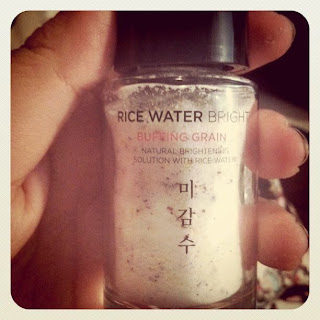 RICE WATER BRIGHT
BUFFING GRAIN
NATURAL BRIGHTENING
SOLUTION WITH RICE WATER
미
감
수